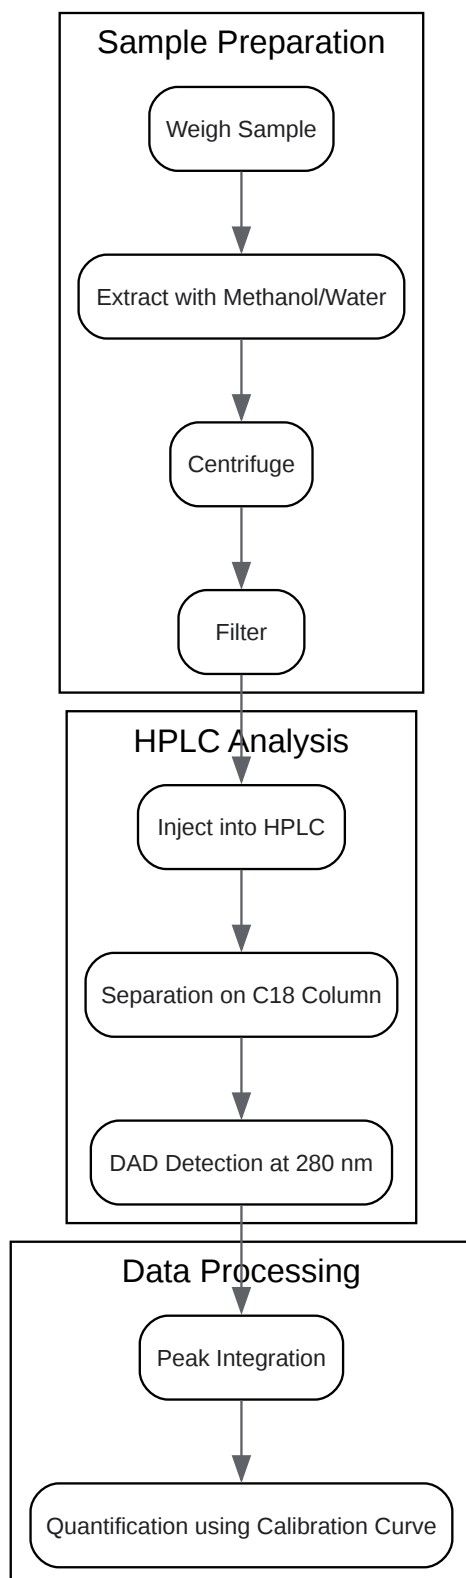 Sample Preparation
Weigh Sample
Extract with Methanol/Water
Centrifuge
Filter
HPLC Analysis
Inject into HPLC
Separation on C18 Column
DAD Detection at 280 nm
Data Processing
Peak Integration
Quantification using Calibration Curve